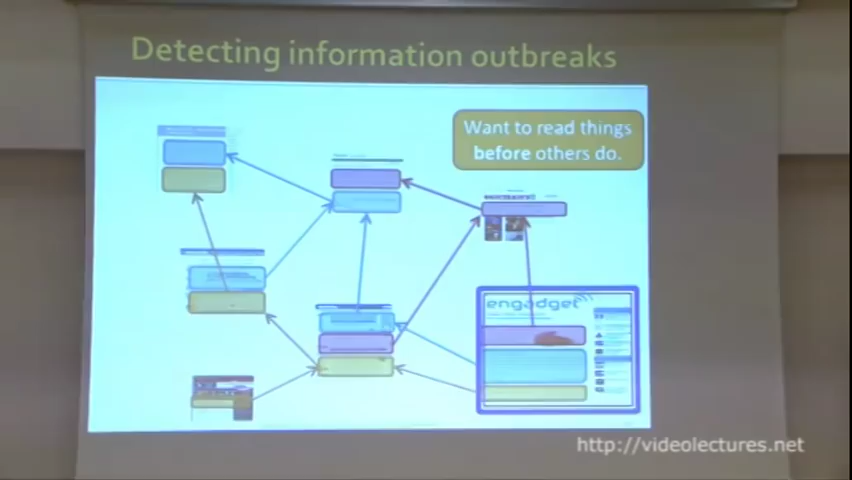 Detecting information outbreaks
Want to read things
before others do.
engadget
http://videolectures.net